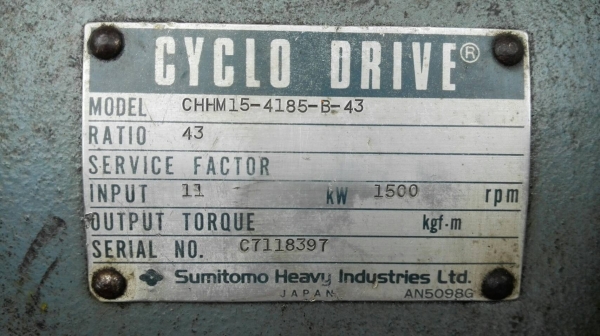 CYCLO DRIVE®
MODEL CHHM15-4185-B-43
RATIO 43
SERVICE FACTOR
INPUT 11 kW 1500 rpm
OUTPUT TORQUE kgf-m
SERIAL NO. C7118397
Sumitomo Heavy Industries Ltd.
JAPAN AN5098G